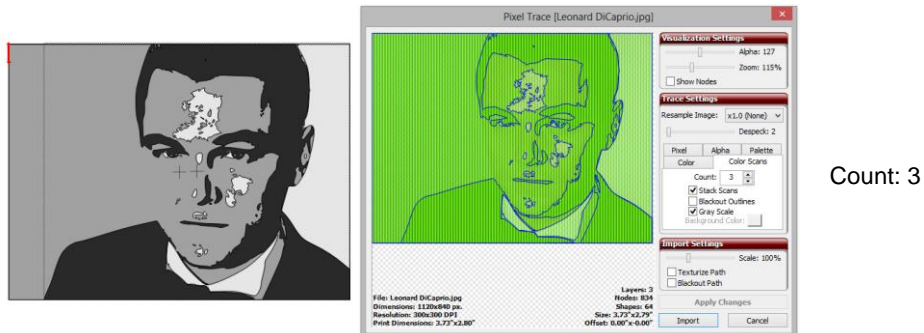 Pixel Trace [Leonard DiCaprio.jpg]
Visualization Settings
Alpha: 127
Zoom: 115%
Show Nodes
Trace Settings
Resample Image: x1.0 (None)
Despeck: 2
Pixel Alpha Palette
Color Color Scans
Count: 3
Stack Scans
Blackout Outlines
Gray Scale
Background Color:
Import Settings
Scale: 100%
Texturize Path
Blackout Path
Apply Changes
Import Cancel
File: Leonard DiCaprio.jpg
Dimensions: 1120x840 px.
Resolution: 300x300 DPI
Print Dimensions: 3.73"x2.80"
Layers: 3
Nodes: 834
Shapes: 64
Size: 3.73"x2.79"
Offset: 0.00"x-0.00"
Count: 3